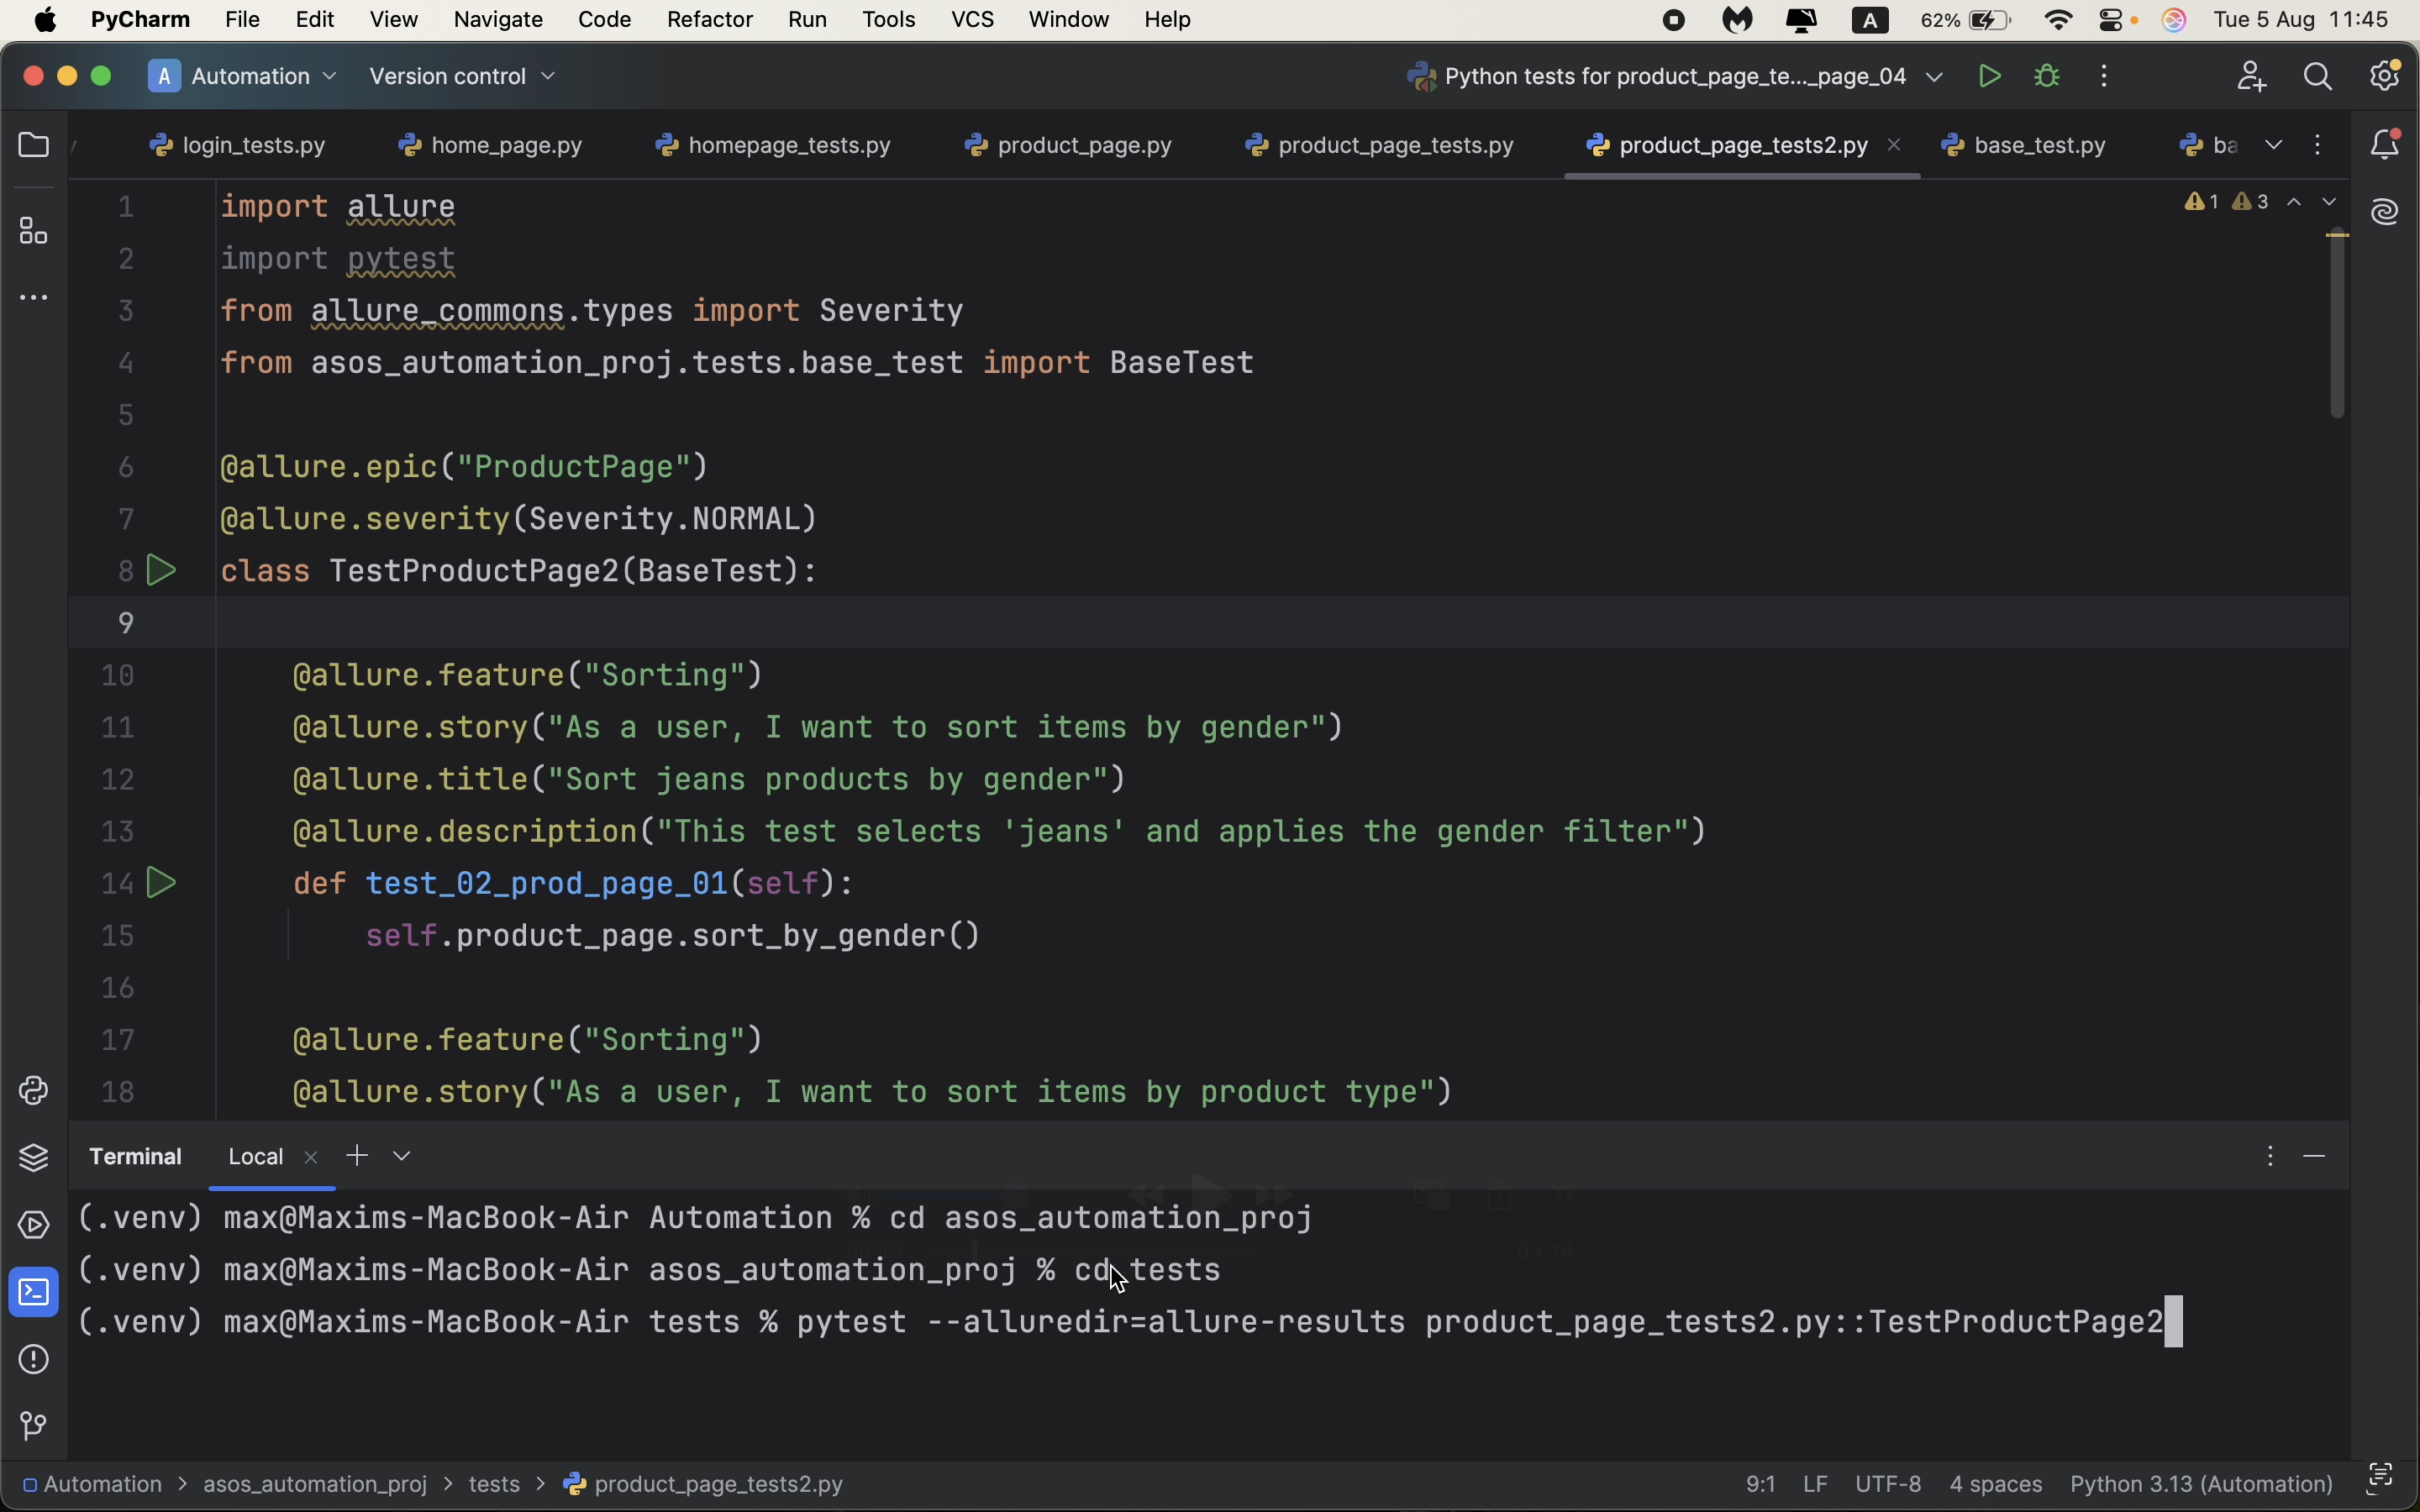 PyCharm File Edit View Navigate Code Refactor Run Tools VCS Window Help A 62% Tue 5 Aug 11:45
A Automation Version control Python tests for product_page_te..._page_04
login_tests.py home_page.py homepage_tests.py product_page.py product_page_tests.py product_page_tests2.py base_test.py ba
1 import allure 1 3
2 import pytest
3 from allure_commons.types import Severity
4 from asos_automation_proj.tests.base_test import BaseTest
5
6 @allure.epic("ProductPage")
7 @allure.severity(Severity.NORMAL)
8 class TestProductPage2(BaseTest):
9
10 @allure.feature("Sorting")
11 @allure.story("As a user, I want to sort items by gender")
12 @allure.title("Sort jeans products by gender")
13 @allure.description("This test selects 'jeans' and applies the gender filter")
14 def test_02_prod_page_01(self):
15 self.product_page.sort_by_gender()
16
17 @allure.feature("Sorting")
18 @allure.story("As a user, I want to sort items by product type")
Terminal Local
(.venv) max@Maxims-MacBook-Air Automation % cd asos_automation_proj
(.venv) max@Maxims-MacBook-Air asos_automation_proj % cd tests
(.venv) max@Maxims-MacBook-Air tests % pytest --alluredir=allure-results product_page_tests2.py::TestProductPage2
Automation > asos_automation_proj > tests > product_page_tests2.py 9:1 LF UTF-8 4 spaces Python 3.13 (Automation)